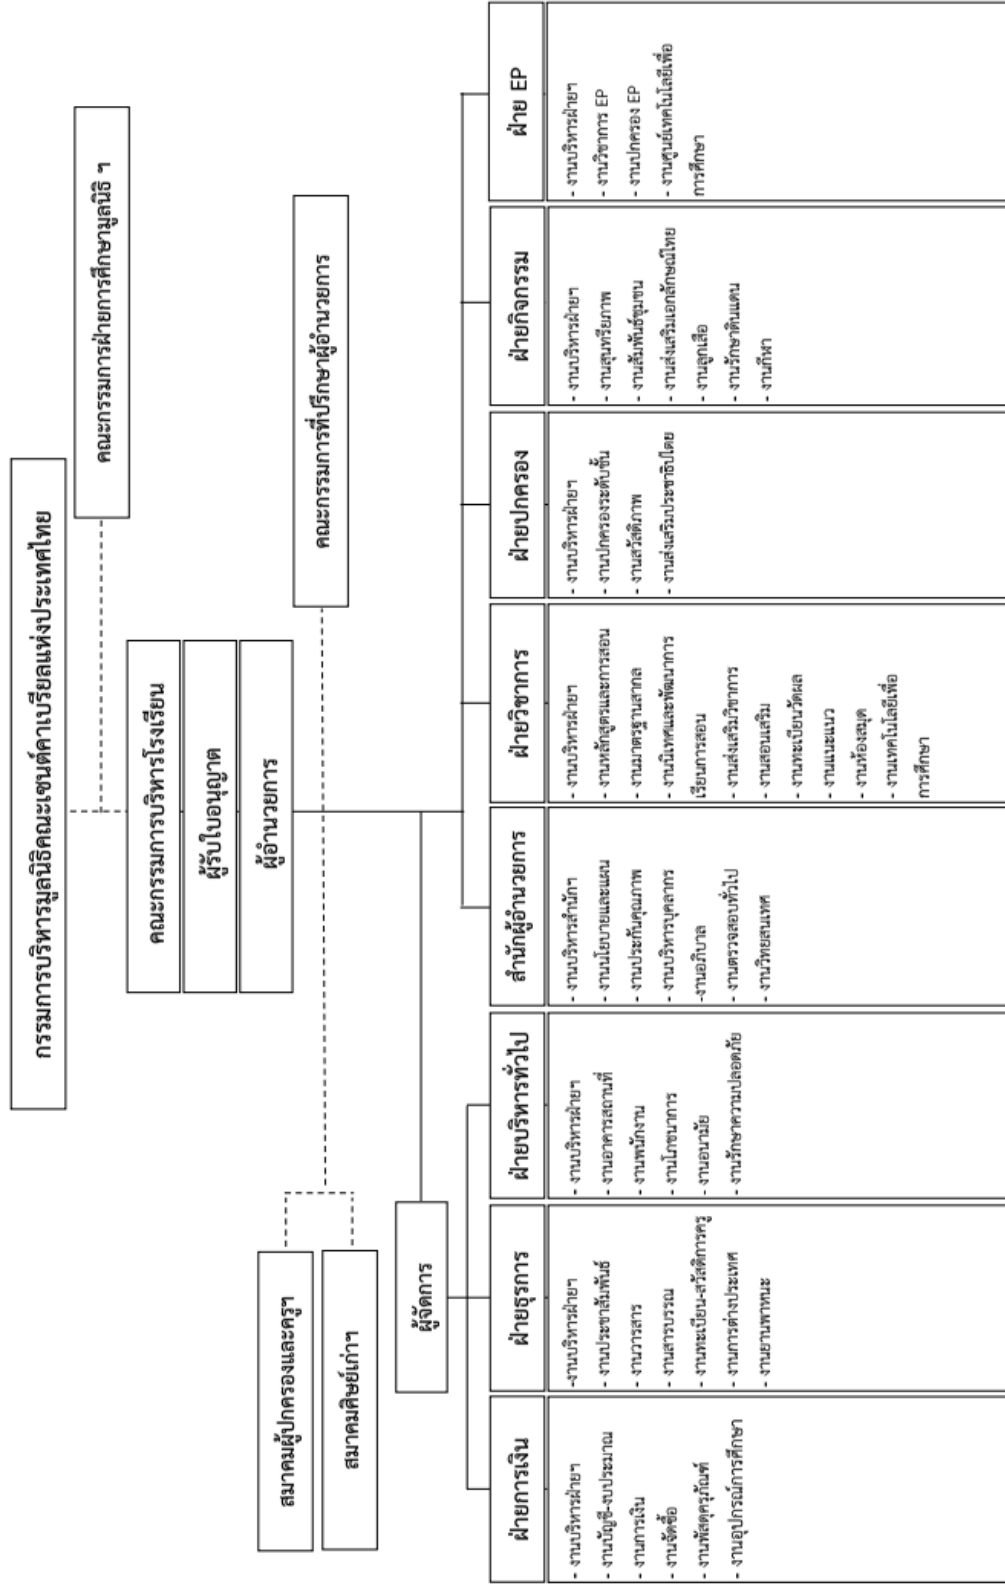 กรรมการบริหารมูลนิธิคณะเซนต์คาเบรียลแห่งประเทศไทย
คณะกรรมการฝ่ายการศึกษามูลนิธิ ฯ
คณะกรรมการบริหารโรงเรียน
ผู้รับใบอนุญาต
ผู้อำนวยการ
คณะกรรมการที่ปรึกษาผู้อำนวยการ
สมาคมผู้ปกครองและครูฯ
สมาคมศิษย์เก่าฯ
ผู้จัดการ
ฝ่ายการเงิน
- งานบริหารฝ่ายฯ
- งานบัญชี-งบประมาณ
- งานการเงิน
- งานจัดซื้อ
- งานพัสดุครุภัณฑ์
- งานอุปกรณ์การศึกษา
ฝ่ายธุรการ
-งานบริหารฝ่ายฯ
- งานประชาสัมพันธ์
- งานวารสาร
- งานสารบรรณ
- งานทะเบียน-สวัสดิการครู
- งานการต่างประเทศ
- งานยานพาหนะ
ฝ่ายบริหารทั่วไป
- งานบริหารฝ่ายฯ
- งานอาคารสถานที่
- งานพนักงาน
- งานโภชนาการ
- งานอนามัย
- งานรักษาความปลอดภัย
สำนักผู้อำนวยการ
- งานบริหารสำนักฯ
- งานนโยบายและแผน
- งานประกันคุณภาพ
- งานบริหารบุคลากร
-งานอภิบาล
- งานตรวจสอบทั่วไป
- งานวิทยสนเทศ
ฝ่ายวิชาการ
- งานบริหารฝ่ายฯ
- งานหลักสูตรและการสอน
- งานมาตรฐานสากล
- งานนิเทศและพัฒนาการ
เรียนการสอน
- งานส่งเสริมวิชาการ
- งานสอนเสริม
- งานทะเบียนวัดผล
- งานแนะแนว
- งานห้องสมุด
- งานเทคโนโลยีเพื่อ
การศึกษา
ฝ่ายปกครอง
- งานบริหารฝ่ายฯ
- งานปกครองระดับชั้น
- งานสวัสดิภาพ
- งานส่งเสริมประชาธิปไตย
ฝ่ายกิจกรรม
- งานบริหารฝ่ายฯ
- งานสุนทรียภาพ
- งานสัมพันธ์ชุมชน
- งานส่งเสริมเอกลักษณ์ไทย
- งานลูกเสือ
- งานรักษาดินแดน
- งานกีฬา
ฝ่าย EP
- งานบริหารฝ่ายฯ
- งานวิชาการ EP
- งานปกครอง EP
- งานศูนย์เทคโนโลยีเพื่อ
การศึกษา